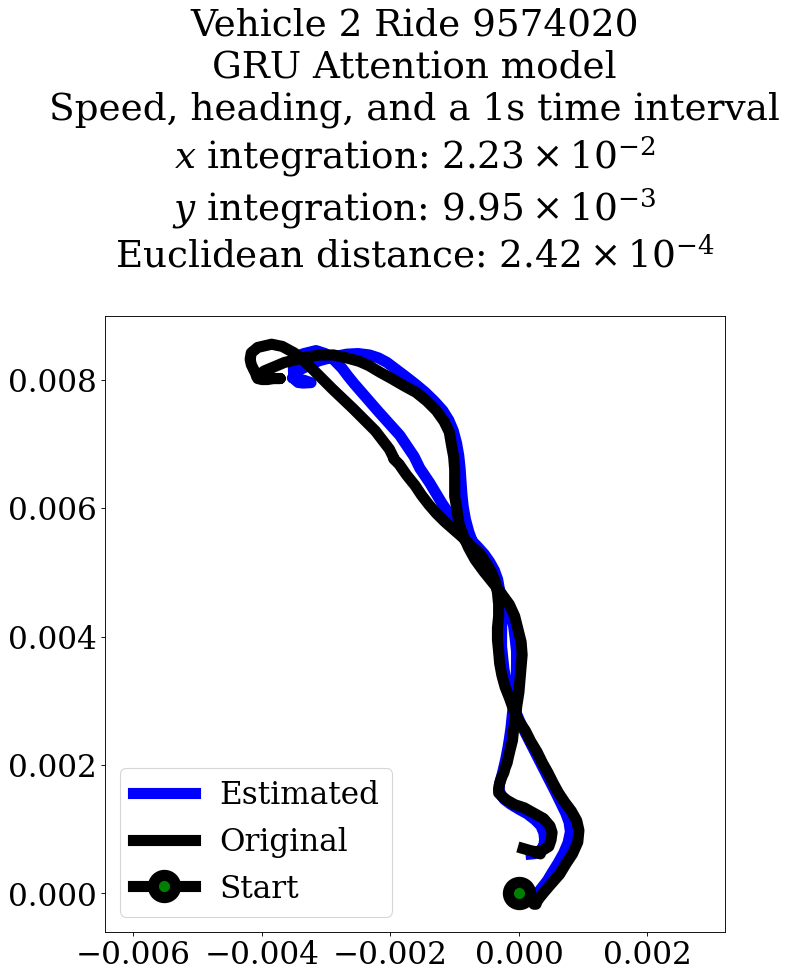 Vehicle 2 Ride 9574020
GRU Attention model
Speed, heading, and a 1s time interval
x integration: 2.23 × 10⁻²
y integration: 9.95 × 10⁻³
Euclidean distance: 2.42 × 10⁻⁴
0.008
0.006
0.004
0.002
0.000
Estimated
Original
Start
−0.006 −0.004 −0.002 0.000 0.002